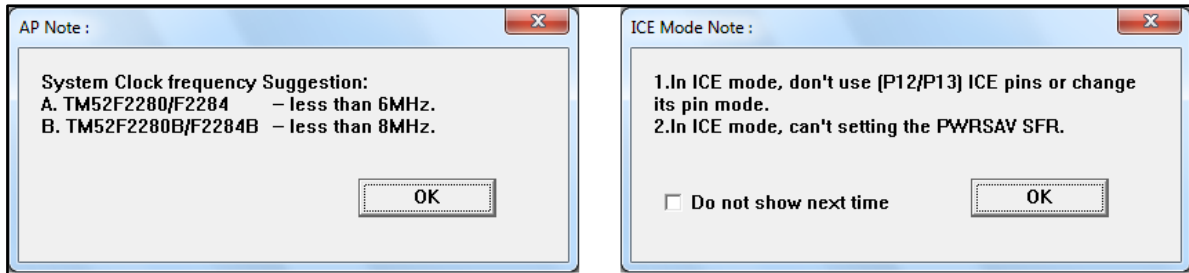 AP Note :
System Clock frequency Suggestion:
A. TM52F2280/F2284 – less than 6MHz.
B. TM52F2280B/F2284B – less than 8MHz.
OK
ICE Mode Note :
1.In ICE mode, don't use (P12/P13) ICE pins or change
its pin mode.
2.In ICE mode, can't setting the PWRSAV SFR.
Do not show next time
OK